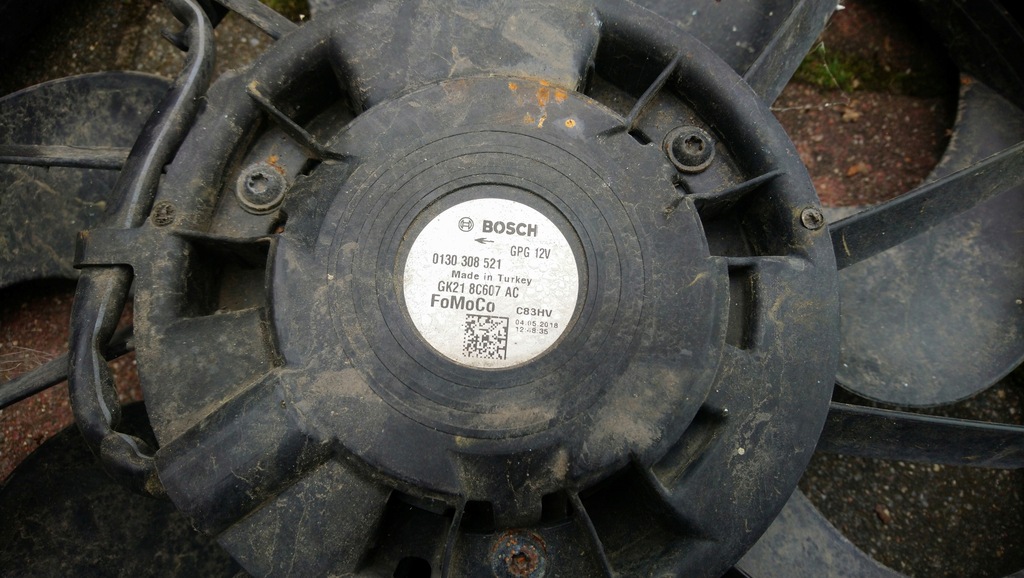 BOSCH
GPG 12V
0130 308 521
Made in Turkey
GK21 8C607 AC
FoMoCo
C83HV
04.05.2018
12:48:35